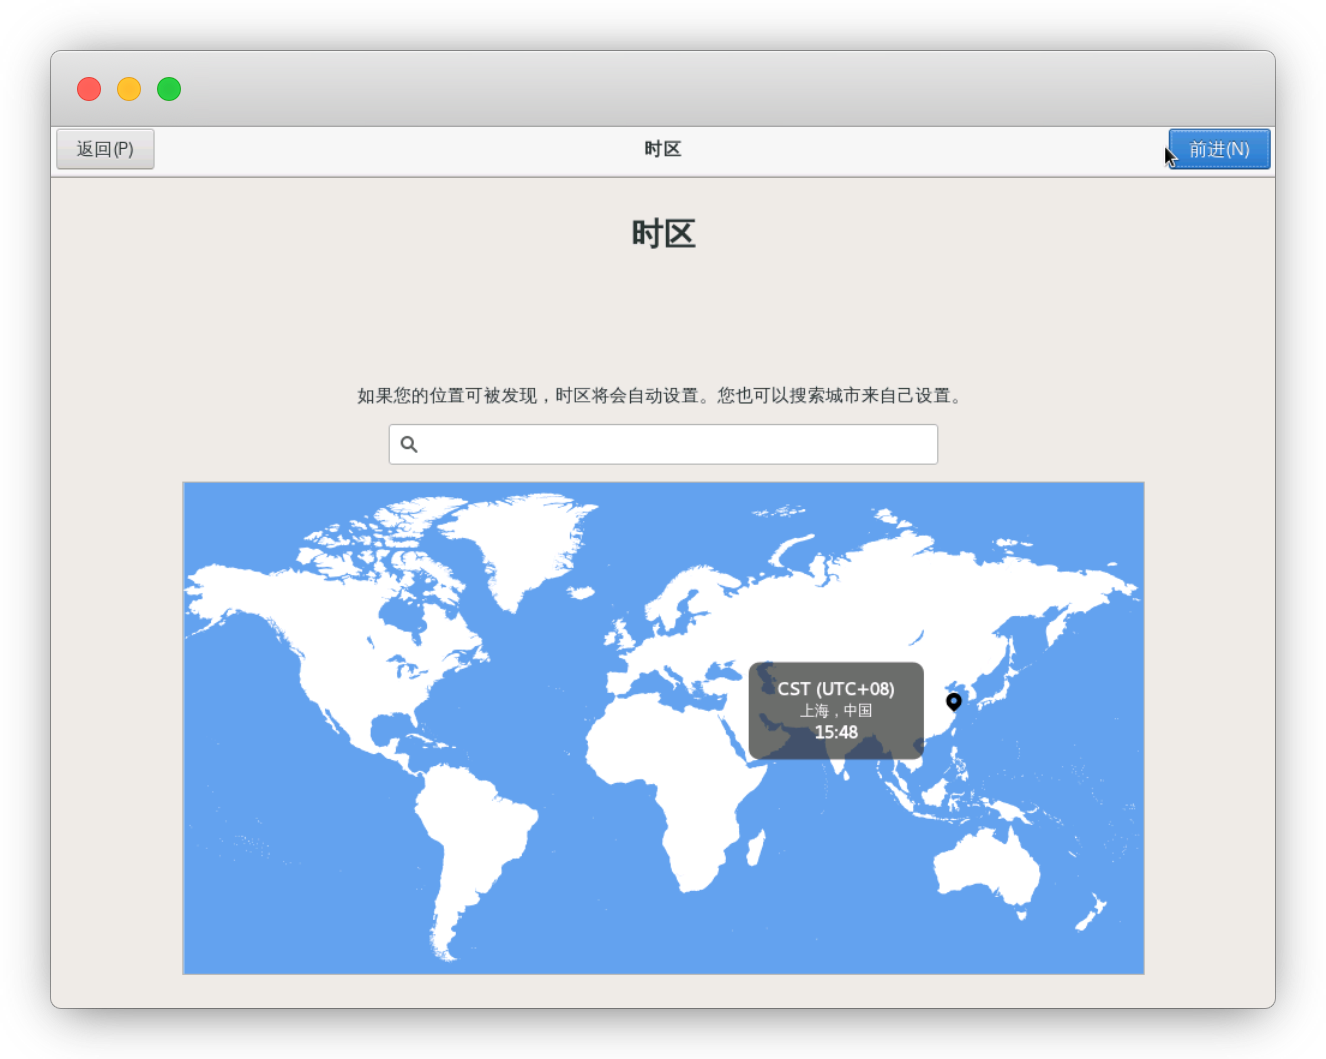 返回(P)
时区
前进(N)
时区
如果您的位置可被发现，时区将会自动设置。您也可以搜索城市来自己设置。
CST (UTC+08)
上海，中国
15:48